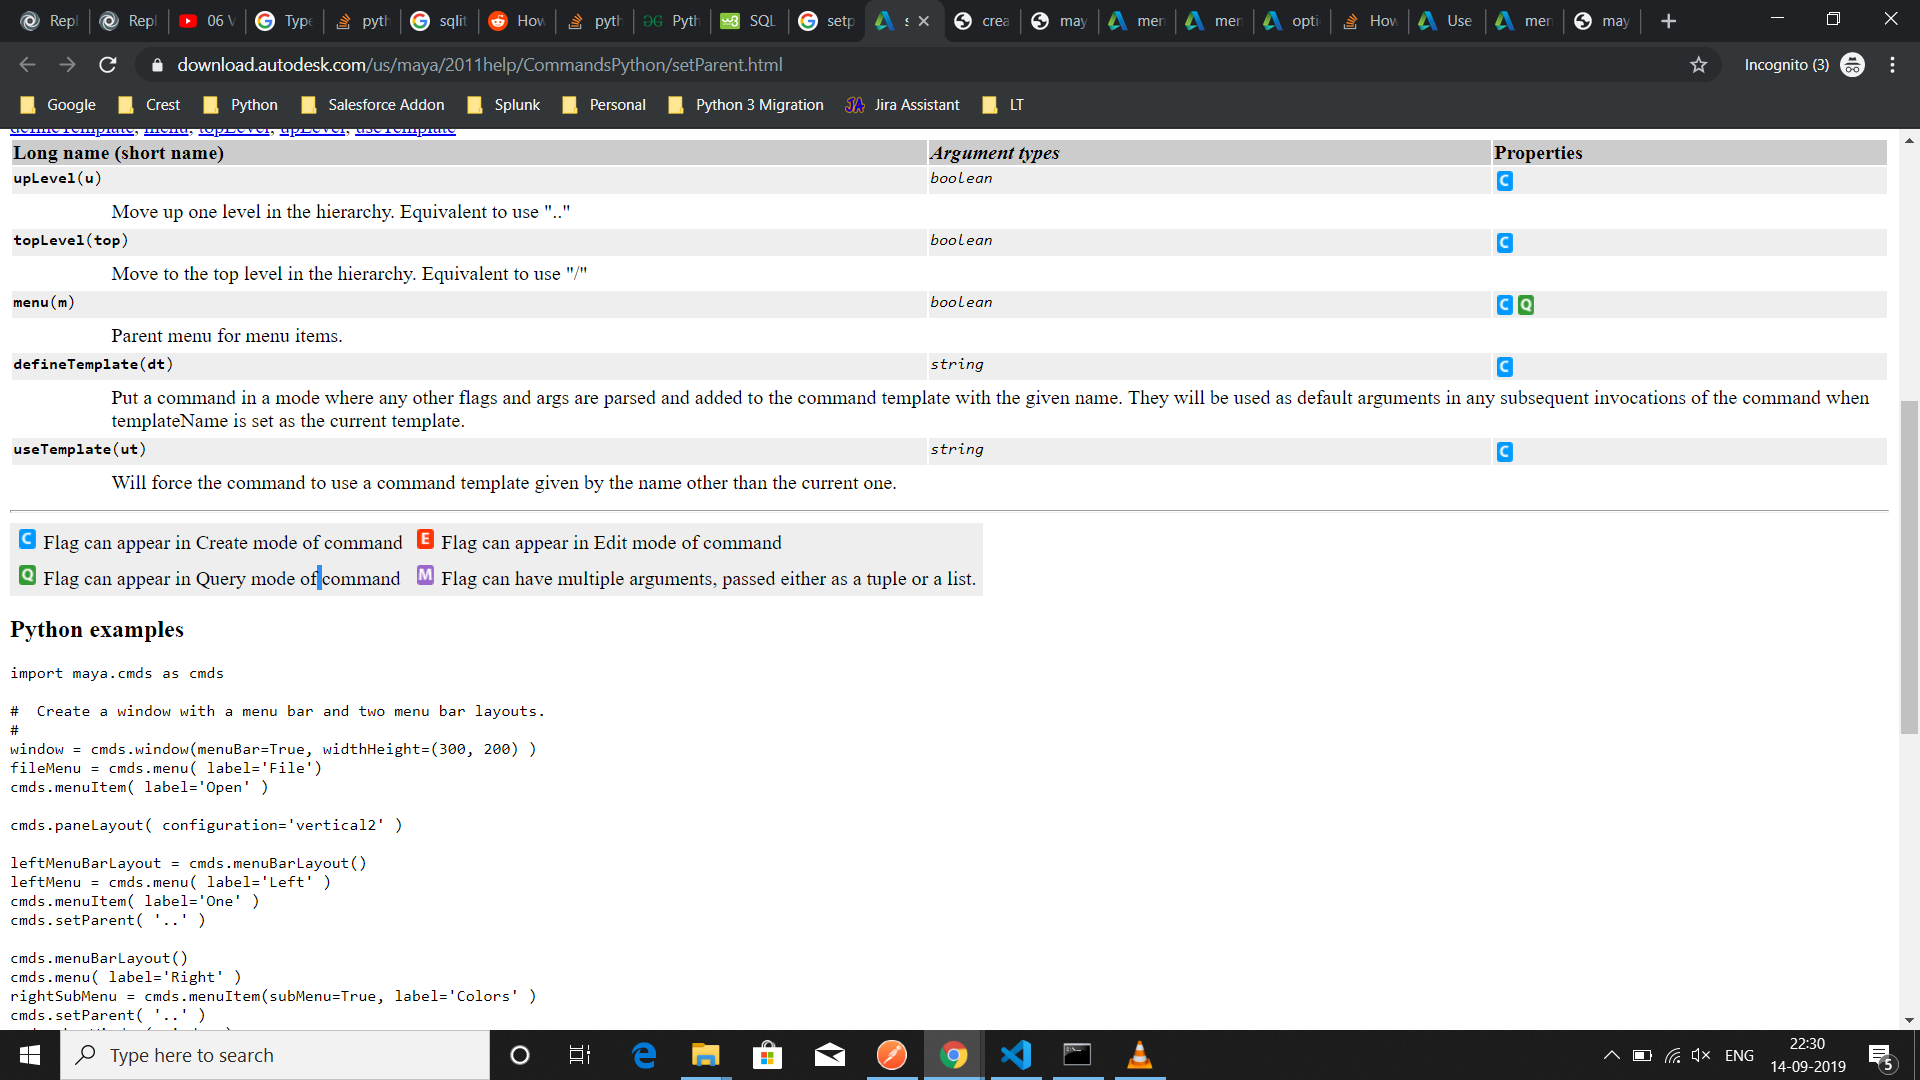 Repl
Repl
06 V
Type
pyth
sqlit
How
pyth
Pyth
SQL
setp
s
crea
may
men
men
opti
How
Use
men
may
download.autodesk.com/us/maya/2011help/CommandsPython/setParent.html
Incognito (3)
Google
Crest
Python
Salesforce Addon
Splunk
Personal
Python 3 Migration
Jira Assistant
LT
defineTemplate, menu, topLevel, upLevel, useTemplate
Long name (short name) Argument types Properties
upLevel(u) boolean C
Move up one level in the hierarchy. Equivalent to use ".."
topLevel(top) boolean C
Move to the top level in the hierarchy. Equivalent to use "/"
menu(m) boolean C Q
Parent menu for menu items.
defineTemplate(dt) string C
Put a command in a mode where any other flags and args are parsed and added to the command template with the given name. They will be used as default arguments in any subsequent invocations of the command when
templateName is set as the current template.
useTemplate(ut) string C
Will force the command to use a command template given by the name other than the current one.
C Flag can appear in Create mode of command E Flag can appear in Edit mode of command
Q Flag can appear in Query mode of command M Flag can have multiple arguments, passed either as a tuple or a list.
Python examples
import maya.cmds as cmds
#  Create a window with a menu bar and two menu bar layouts.
#
window = cmds.window(menuBar=True, widthHeight=(300, 200) )
fileMenu = cmds.menu( label='File')
cmds.menuItem( label='Open' )
cmds.paneLayout( configuration='vertical2' )
leftMenuBarLayout = cmds.menuBarLayout()
leftMenu = cmds.menu( label='Left' )
cmds.menuItem( label='One' )
cmds.setParent( '..' )
cmds.menuBarLayout()
cmds.menu( label='Right' )
rightSubMenu = cmds.menuItem(subMenu=True, label='Colors' )
cmds.setParent( '..' )
Type here to search
ENG
22:30
14-09-2019
5